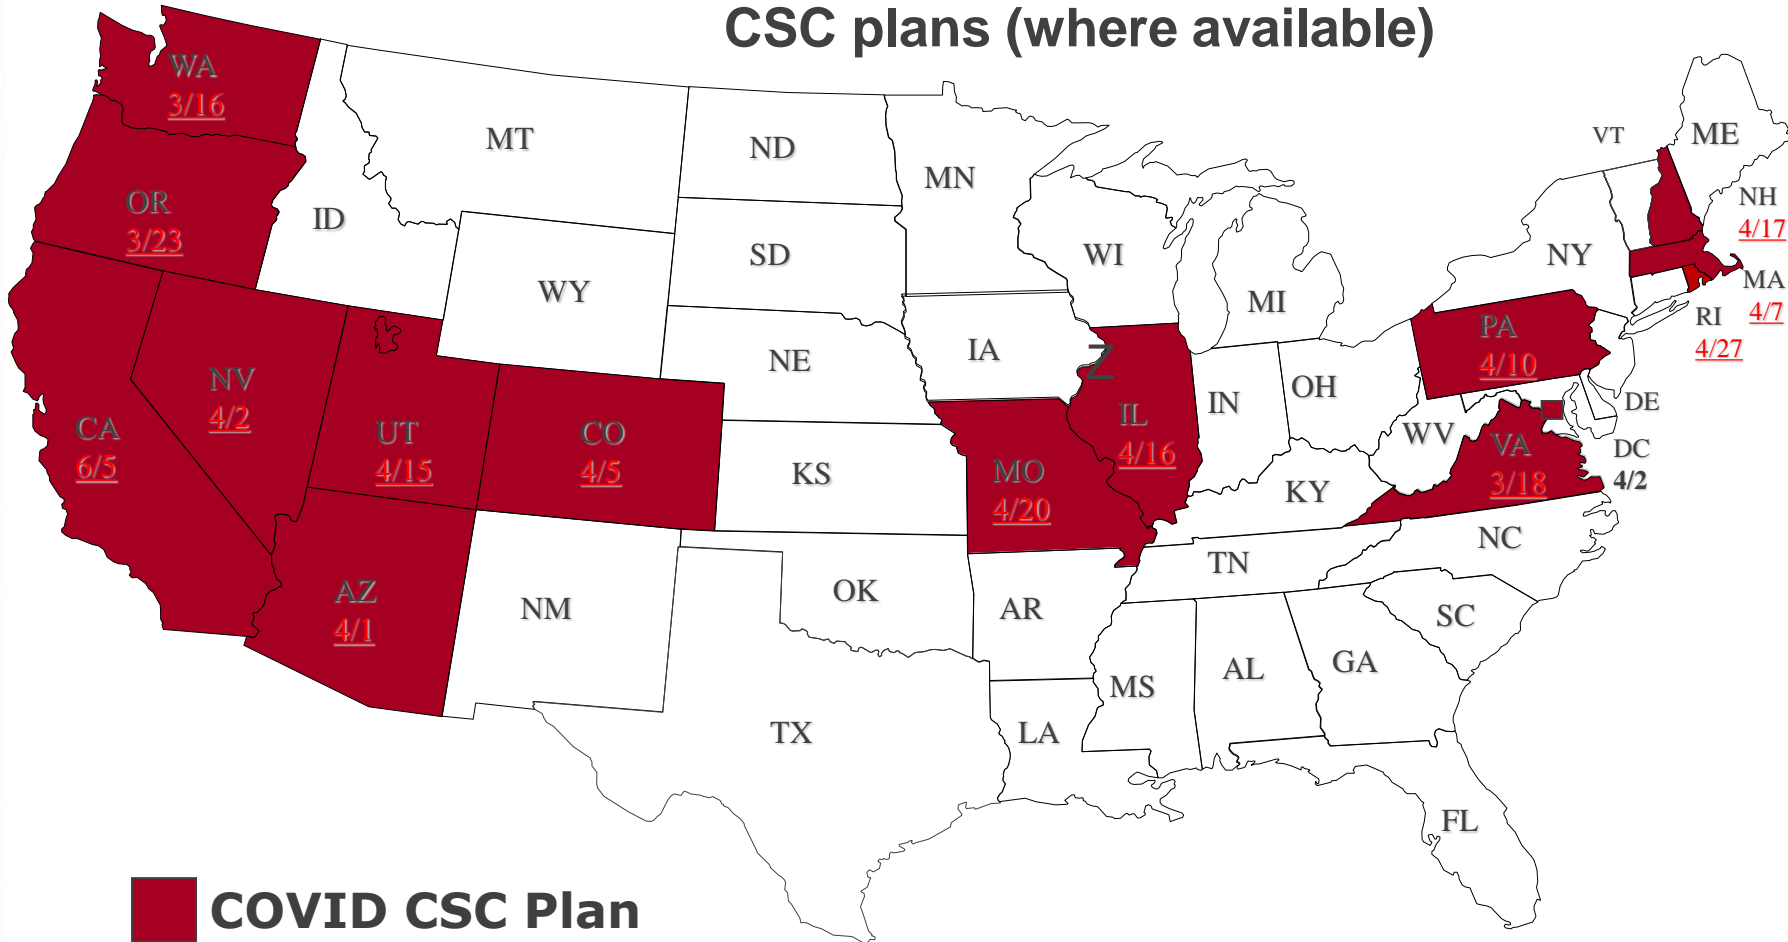 CSC plans (where available)
WA
3/16
OR
3/23
ID
MT
ND
MN
VT
ME
NH
4/17
SD
WI
MI
NY
MA
4/7
RI
4/27
WY
NE
IA
Z
PA
4/10
NV
4/2
CA
6/5
UT
4/15
CO
4/5
KS
MO
4/20
IL
4/16
IN
OH
WV
VA
3/18
DE
DC
4/2
KY
NC
TN
AZ
4/1
NM
OK
AR
SC
MS
AL
GA
TX
LA
FL
COVID CSC Plan